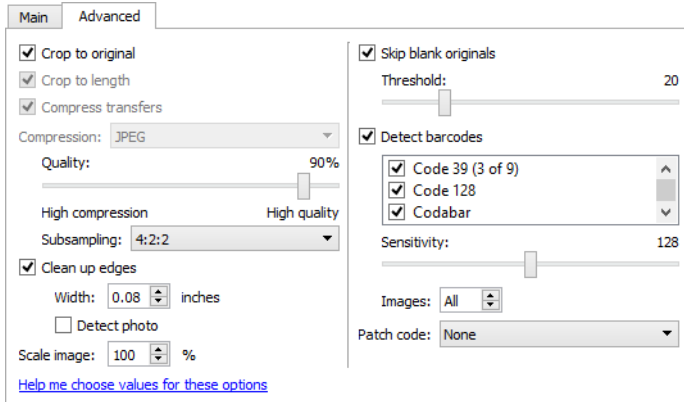 Main
Advanced
Crop to original
Crop to length
Compress transfers
Compression: JPEG
Quality: 90%
High compression High quality
Subsampling: 4:2:2
Clean up edges
Width: 0.08 inches
Detect photo
Scale image: 100 %
Help me choose values for these options
Skip blank originals
Threshold: 20
Detect barcodes
Code 39 (3 of 9)
Code 128
Codabar
Sensitivity: 128
Images: All
Patch code: None